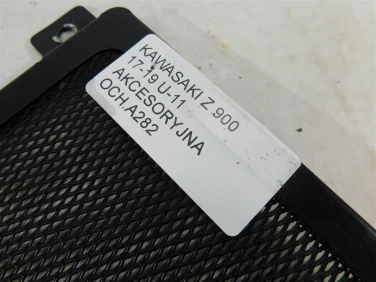 KAWASAKI Z 900
17-19 U-11
AKCESORYJNA
OCH.A282